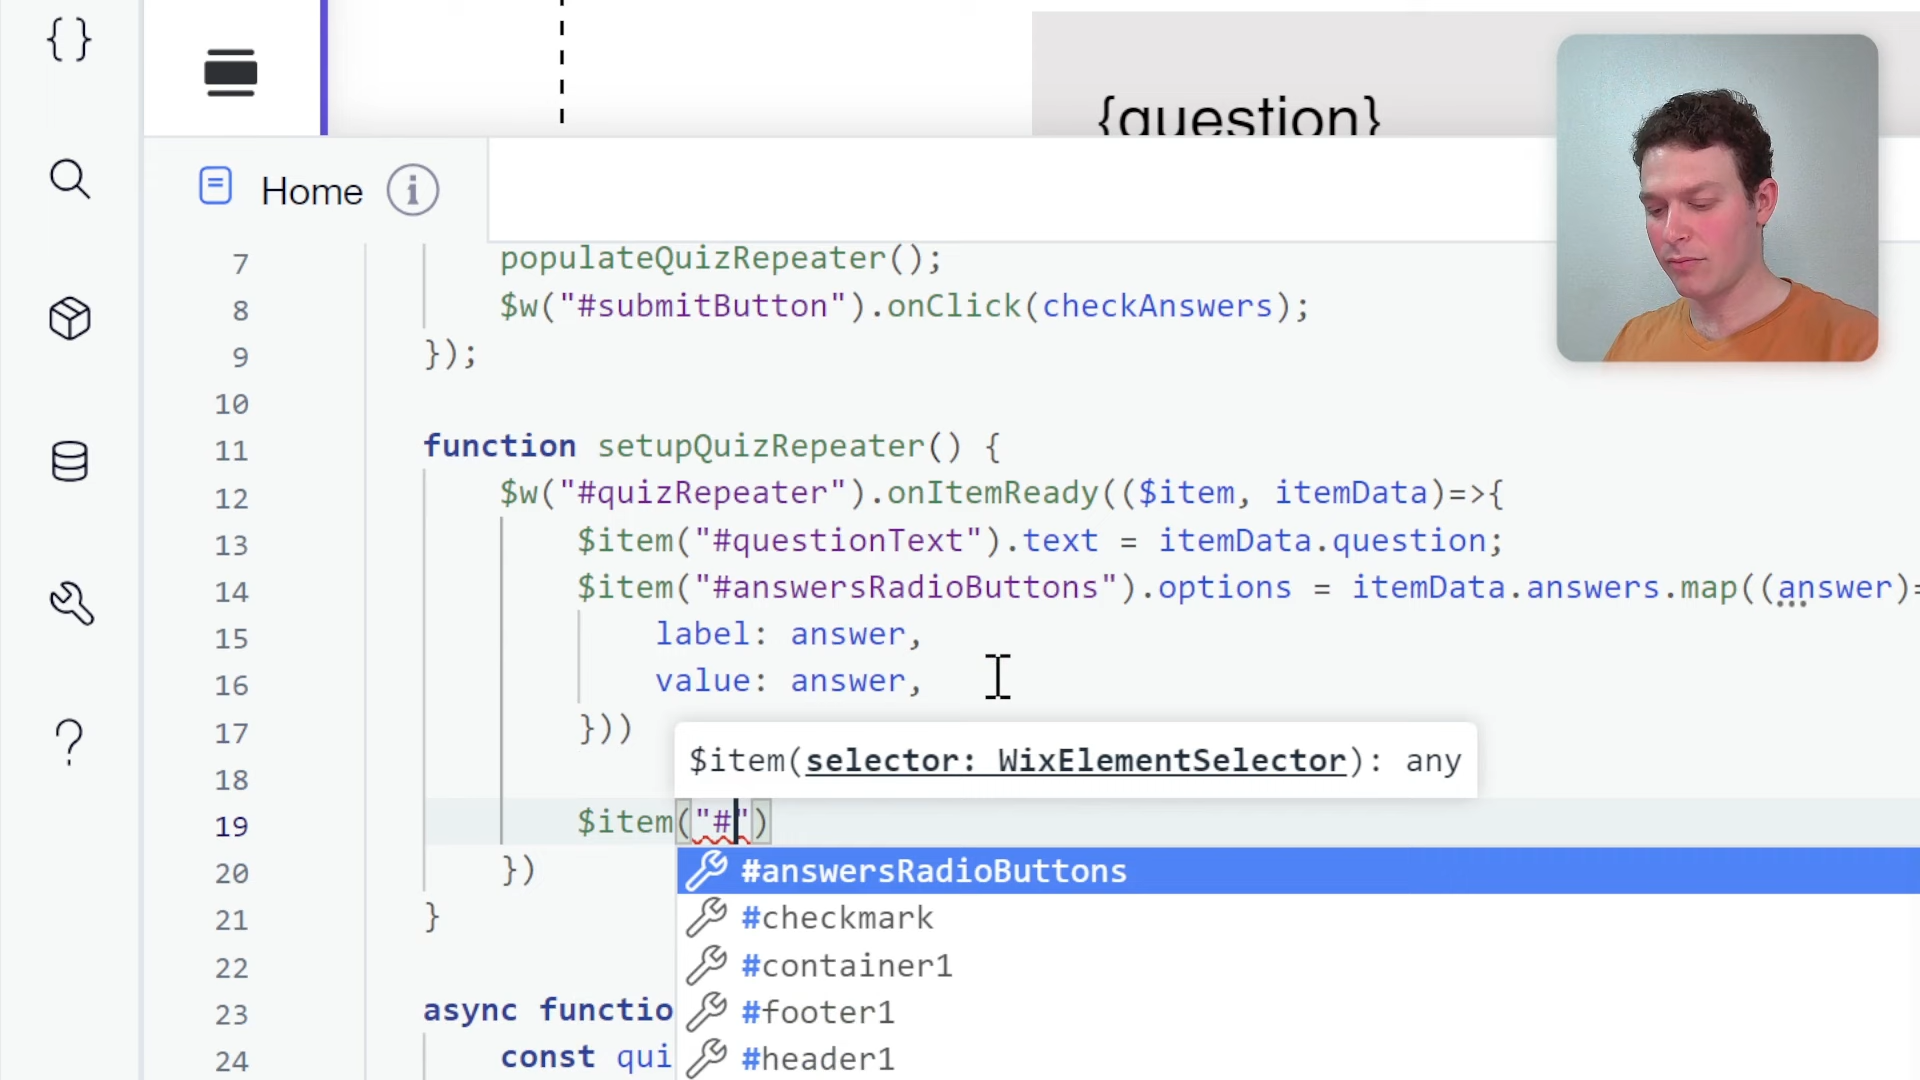 {question}
Home
7 populateQuizRepeater();
8 $w("#submitButton").onClick(checkAnswers);
9 });
10
11 function setupQuizRepeater() {
12 $w("#quizRepeater").onItemReady(($item, itemData)=>{
13 $item("#questionText").text = itemData.question;
14 $item("#answersRadioButtons").options = itemData.answers.map((answer)=
15 label: answer,
16 value: answer,
17 }))
$item(selector: WixElementSelector): any
18
19 $item("#")
20 })
#answersRadioButtons
21 }
#checkmark
22
#container1
23 async functio
#footer1
24 const qui
#header1